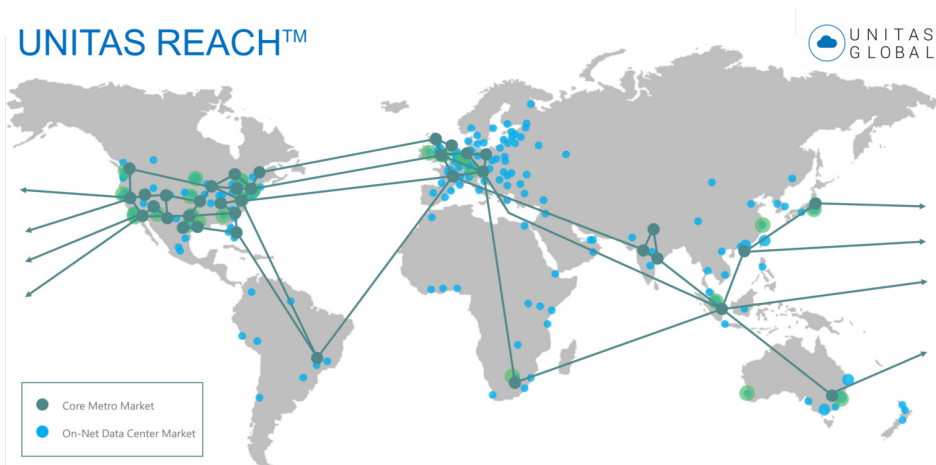 UNITAS REACH™
UNITAS
GLOBAL
Core Metro Market
On-Net Data Center Market